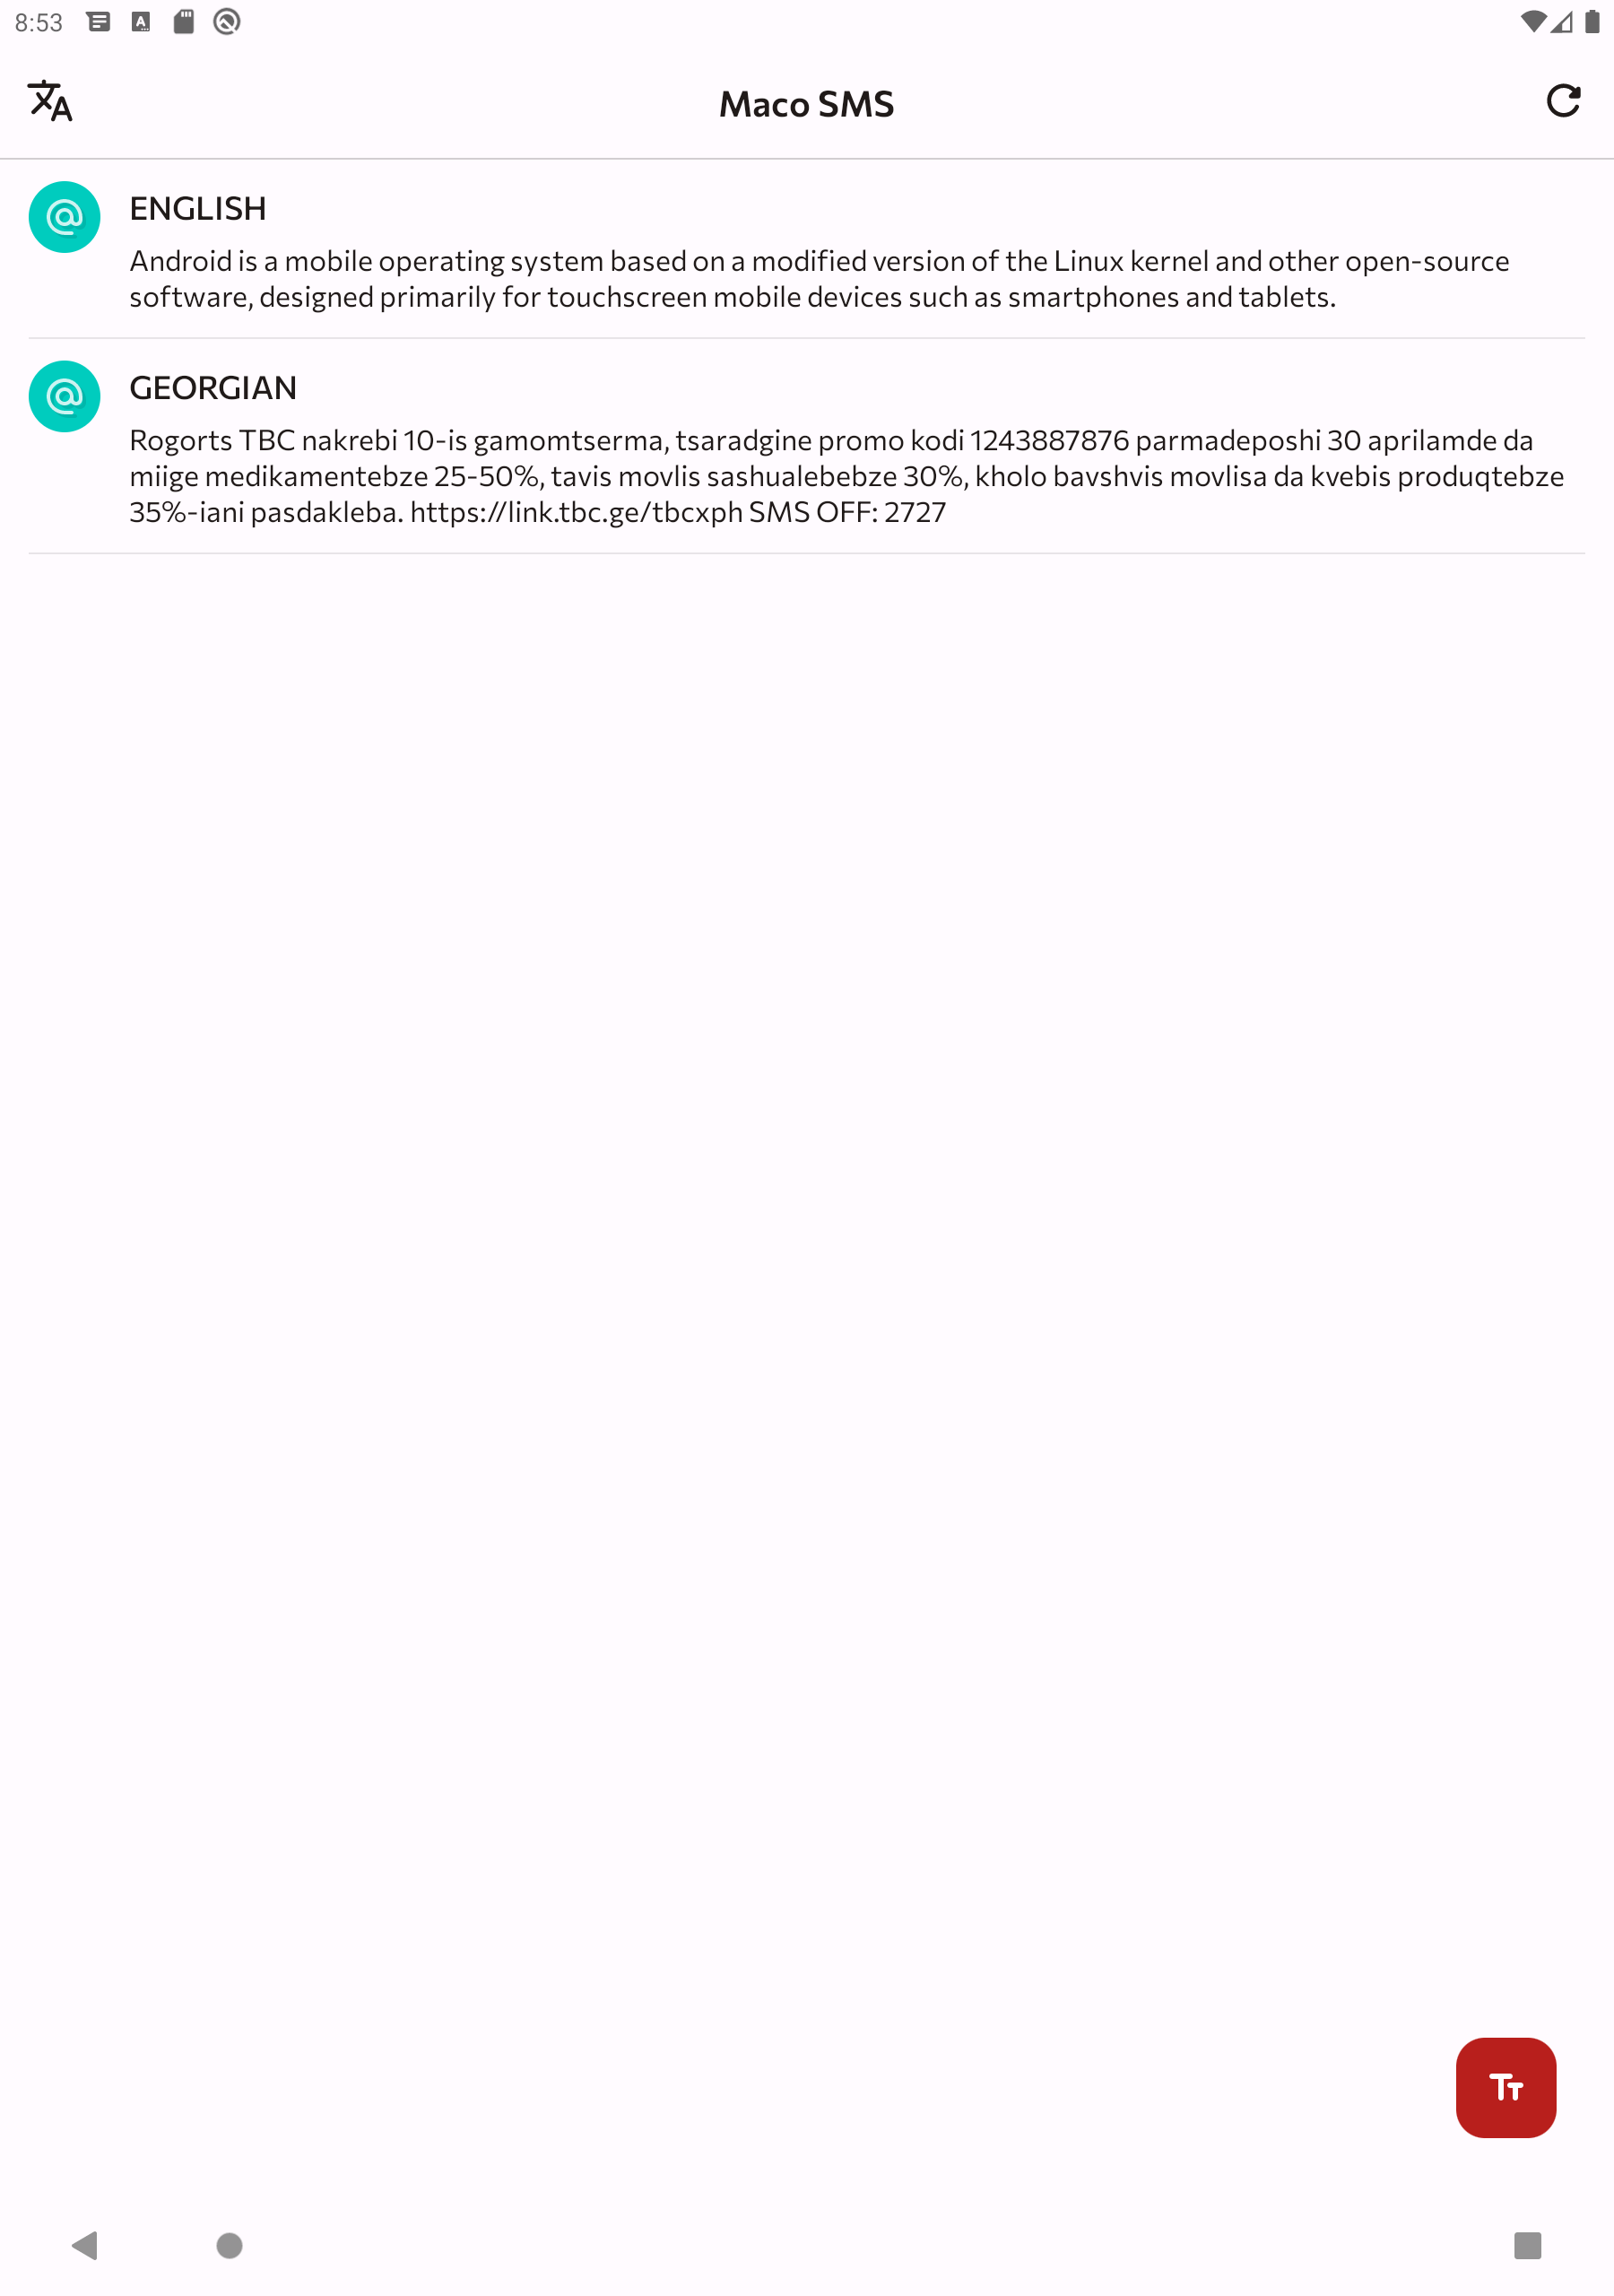 8:53
Maco SMS
ENGLISH
Android is a mobile operating system based on a modified version of the Linux kernel and other open-source
software, designed primarily for touchscreen mobile devices such as smartphones and tablets.
GEORGIAN
Rogorts TBC nakrebi 10-is gamomtserma, tsaradgine promo kodi 1243887876 parmadeposhi 30 aprilamde da
miige medikamentebze 25-50%, tavis movlis sashualebebze 30%, kholo bavshvis movlisa da kvebis produqtebze
35%-iani pasdakleba. https://link.tbc.ge/tbcxph SMS OFF: 2727